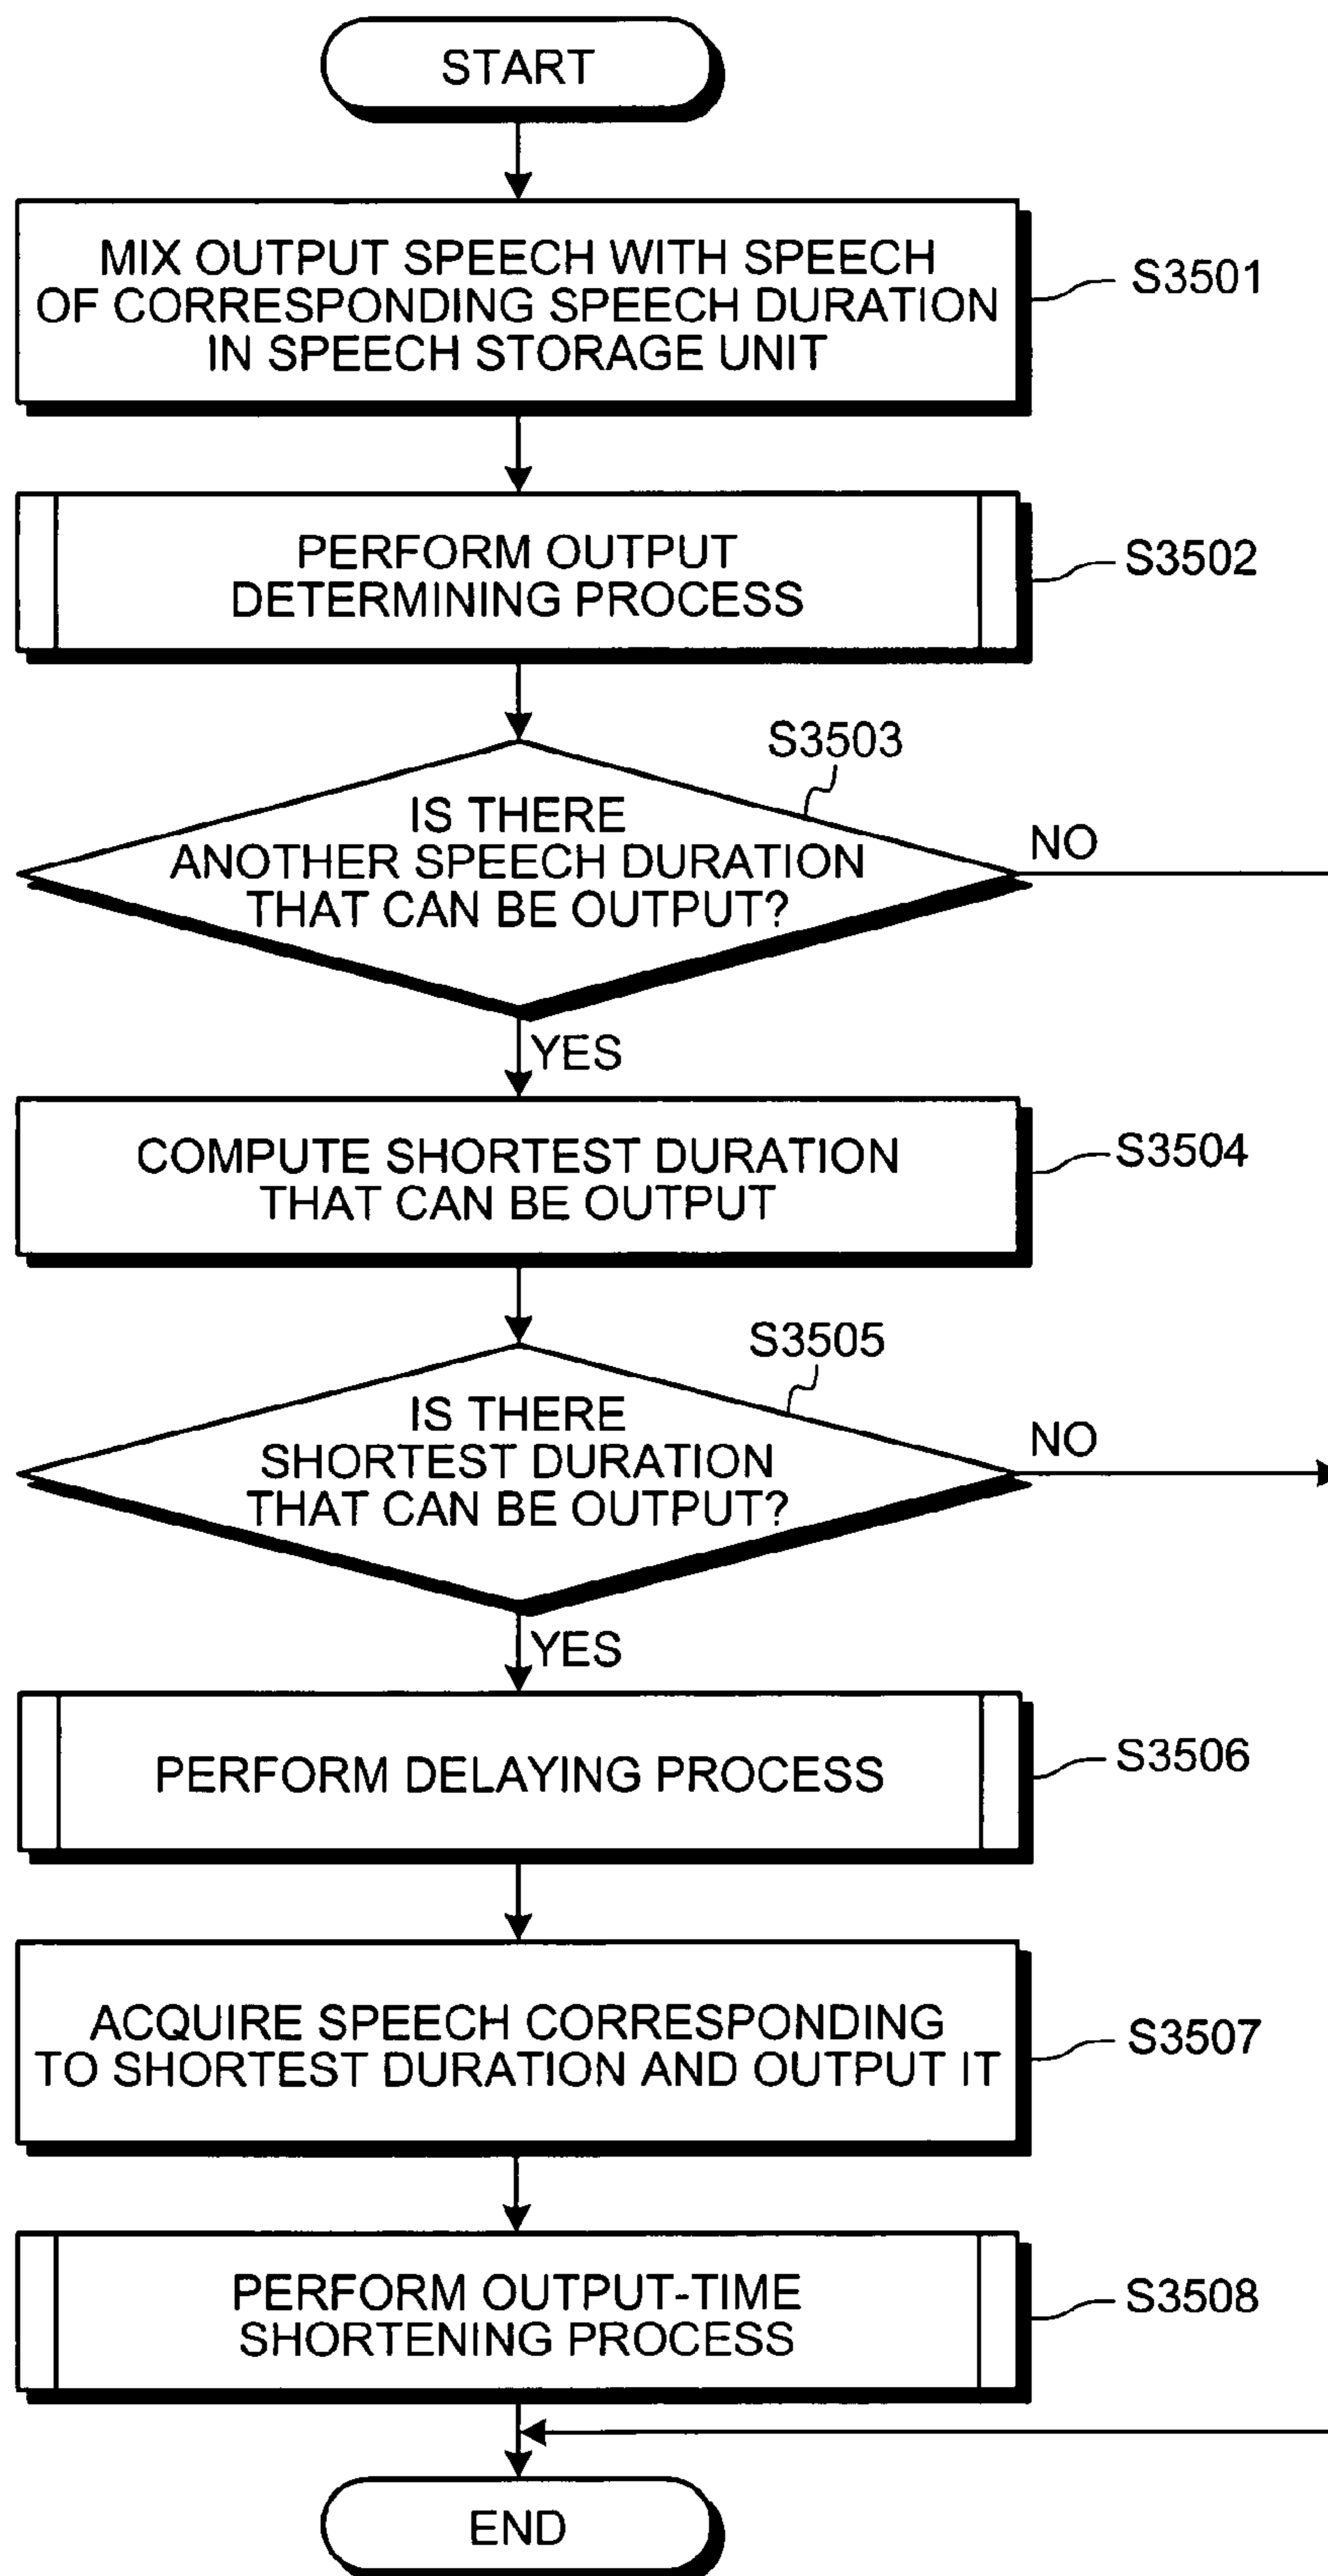 START
MIX OUTPUT SPEECH WITH SPEECH
OF CORRESPONDING SPEECH DURATION
IN SPEECH STORAGE UNIT
S3501
PERFORM OUTPUT
DETERMINING PROCESS
S3502
S3503
IS THERE
ANOTHER SPEECH DURATION
THAT CAN BE OUTPUT?
NO
YES
COMPUTE SHORTEST DURATION
THAT CAN BE OUTPUT
S3504
S3505
IS THERE
SHORTEST DURATION
THAT CAN BE OUTPUT?
NO
YES
PERFORM DELAYING PROCESS
S3506
ACQUIRE SPEECH CORRESPONDING
TO SHORTEST DURATION AND OUTPUT IT
S3507
PERFORM OUTPUT-TIME
SHORTENING PROCESS
S3508
END